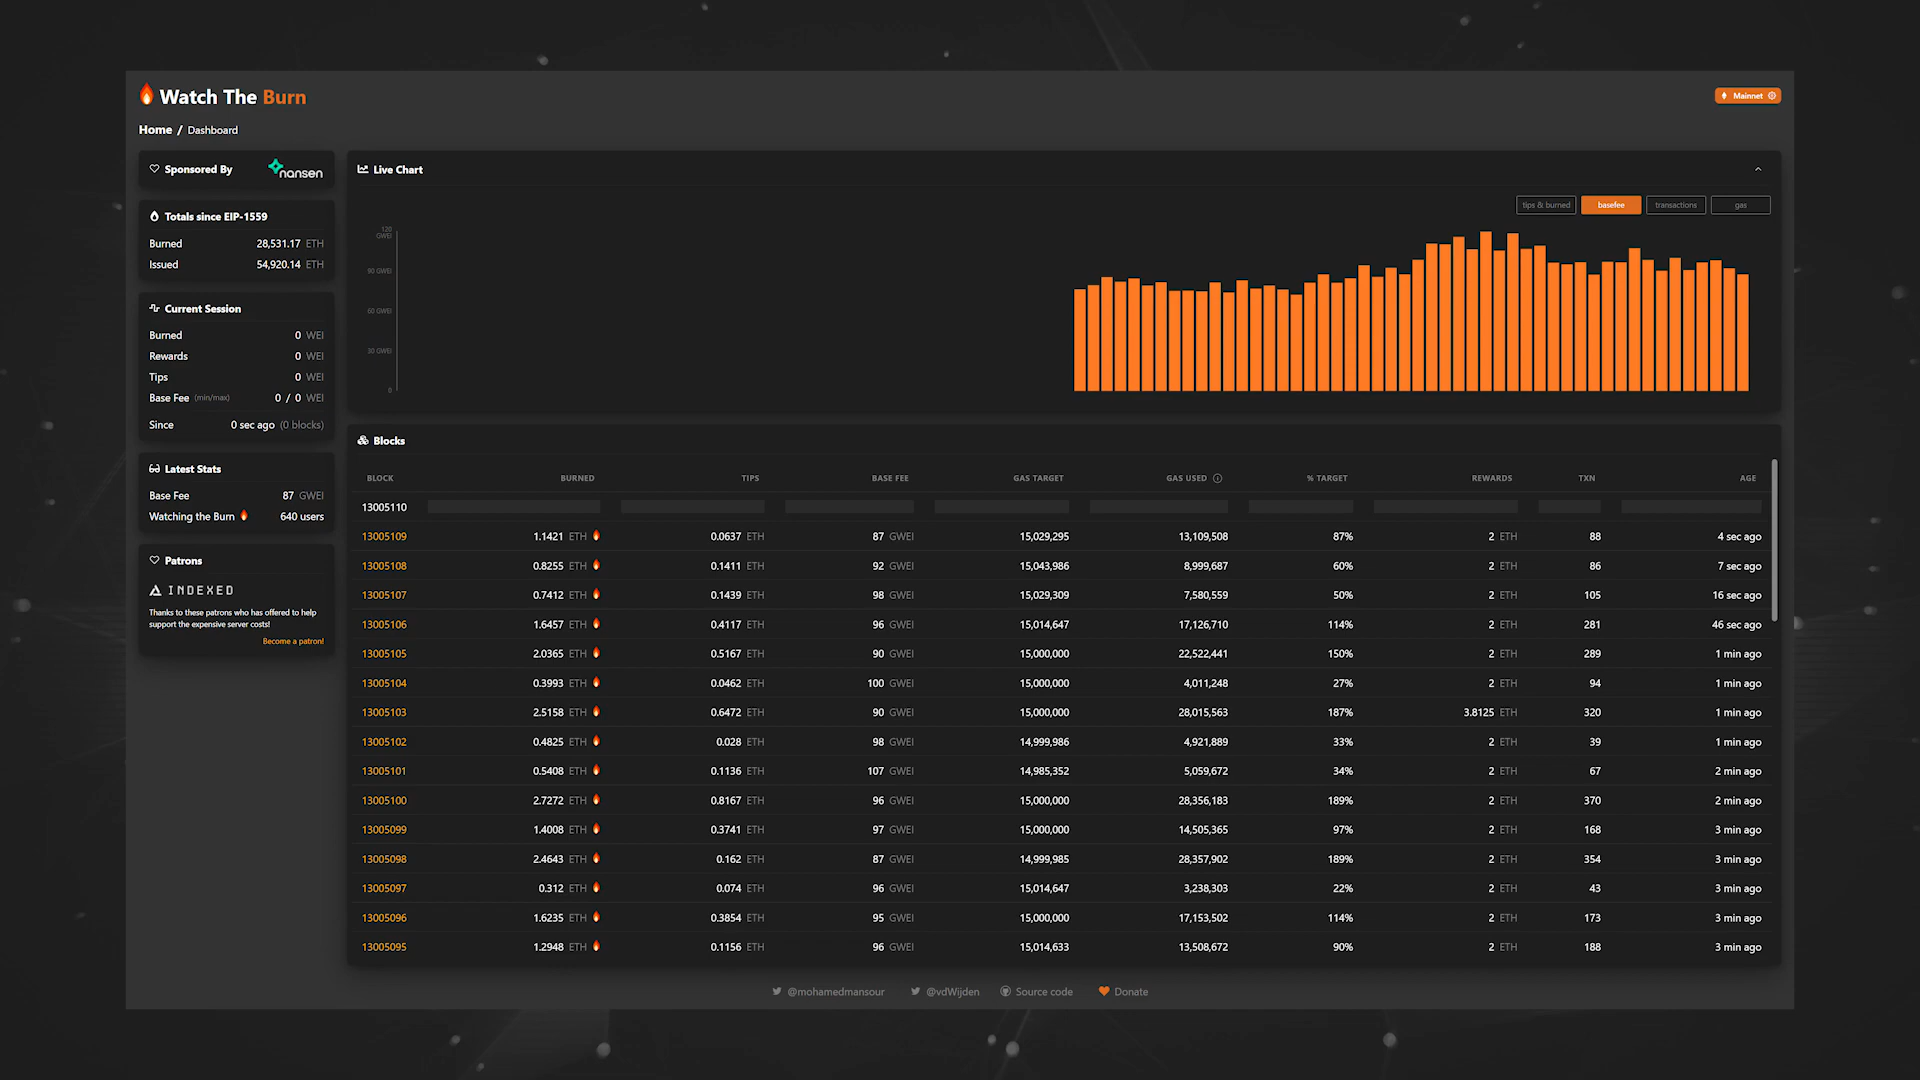 Watch The Burn
Mainnet
Home / Dashboard
Sponsored By nansen
Totals since EIP-1559
Burned 28,531.17 ETH
Issued 54,920.14 ETH
Current Session
Burned 0 WEI
Rewards 0 WEI
Tips 0 WEI
Base Fee (min/max) 0 / 0 WEI
Since 0 sec ago (0 blocks)
Latest Stats
Base Fee 87 GWEI
Watching the Burn 640 users
Patrons
INDEXED
Thanks to these patrons who has offered to help
support the expensive server costs!
Become a patron!
Live Chart
tips & burned basefee transactions gas
120
GWEI
90 GWEI
60 GWEI
30 GWEI
0
Blocks
BLOCK BURNED TIPS BASE FEE GAS TARGET GAS USED % TARGET REWARDS TXN AGE
13005110
13005109 1.1421 ETH 0.0637 ETH 87 GWEI 15,029,295 13,109,508 87% 2 ETH 88 4 sec ago
13005108 0.8255 ETH 0.1411 ETH 92 GWEI 15,043,986 8,999,687 60% 2 ETH 86 7 sec ago
13005107 0.7412 ETH 0.1439 ETH 98 GWEI 15,029,309 7,580,559 50% 2 ETH 105 16 sec ago
13005106 1.6457 ETH 0.4117 ETH 96 GWEI 15,014,647 17,126,710 114% 2 ETH 281 46 sec ago
13005105 2.0365 ETH 0.5167 ETH 90 GWEI 15,000,000 22,522,441 150% 2 ETH 289 1 min ago
13005104 0.3993 ETH 0.0462 ETH 100 GWEI 15,000,000 4,011,248 27% 2 ETH 94 1 min ago
13005103 2.5158 ETH 0.6472 ETH 90 GWEI 15,000,000 28,015,563 187% 3.8125 ETH 320 1 min ago
13005102 0.4825 ETH 0.028 ETH 98 GWEI 14,999,986 4,921,889 33% 2 ETH 39 1 min ago
13005101 0.5408 ETH 0.1136 ETH 107 GWEI 14,985,352 5,059,672 34% 2 ETH 67 2 min ago
13005100 2.7272 ETH 0.8167 ETH 96 GWEI 15,000,000 28,356,183 189% 2 ETH 370 2 min ago
13005099 1.4008 ETH 0.3741 ETH 97 GWEI 15,000,000 14,505,365 97% 2 ETH 168 3 min ago
13005098 2.4643 ETH 0.162 ETH 87 GWEI 14,999,985 28,357,902 189% 2 ETH 354 3 min ago
13005097 0.312 ETH 0.074 ETH 96 GWEI 15,014,647 3,238,303 22% 2 ETH 43 3 min ago
13005096 1.6235 ETH 0.3854 ETH 95 GWEI 15,000,000 17,153,502 114% 2 ETH 173 3 min ago
13005095 1.2948 ETH 0.1156 ETH 96 GWEI 15,014,633 13,508,672 90% 2 ETH 188 3 min ago
@mohamedmansour @vdWijden Source code Donate